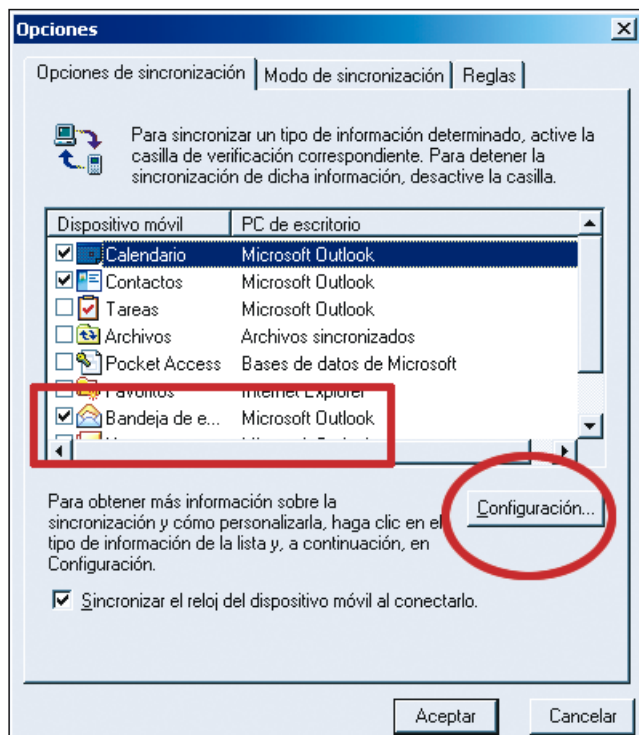 Opciones
Opciones de sincronización Modo de sincronización Reglas
Para sincronizar un tipo de información determinado, active la
casilla de verificación correspondiente. Para detener la
sincronización de dicha información, desactive la casilla.
Dispositivo móvil PC de escritorio
Calendario Microsoft Outlook
Contactos Microsoft Outlook
Tareas Microsoft Outlook
Archivos Archivos sincronizados
Pocket Access Bases de datos de Microsoft
Favoritos Internet Explorer
Bandeja de e... Microsoft Outlook
Para obtener más información sobre la
sincronización y cómo personalizarla, haga clic en el
tipo de información de la lista y, a continuación, en
Configuración.
Configuración...
Sincronizar el reloj del dispositivo móvil al conectarlo.
Aceptar Cancelar